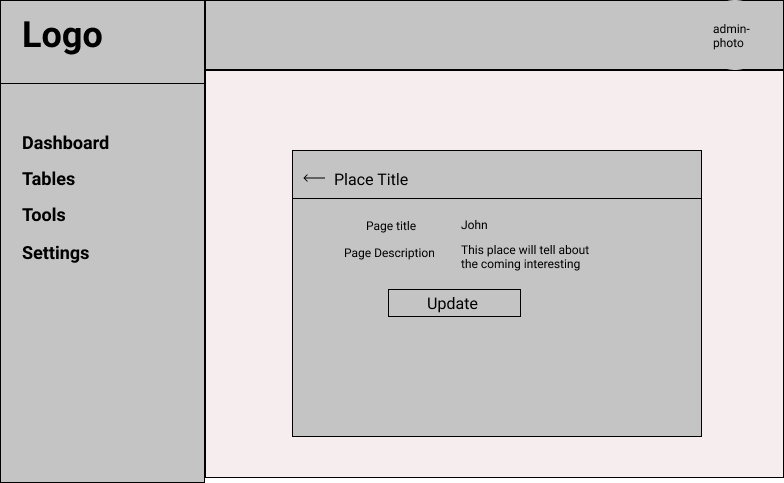 Logo
admin-
photo
Dashboard
Tables
Tools
Settings
Place Title
Page title
John
Page Description
This place will tell about
the coming interesting
Update